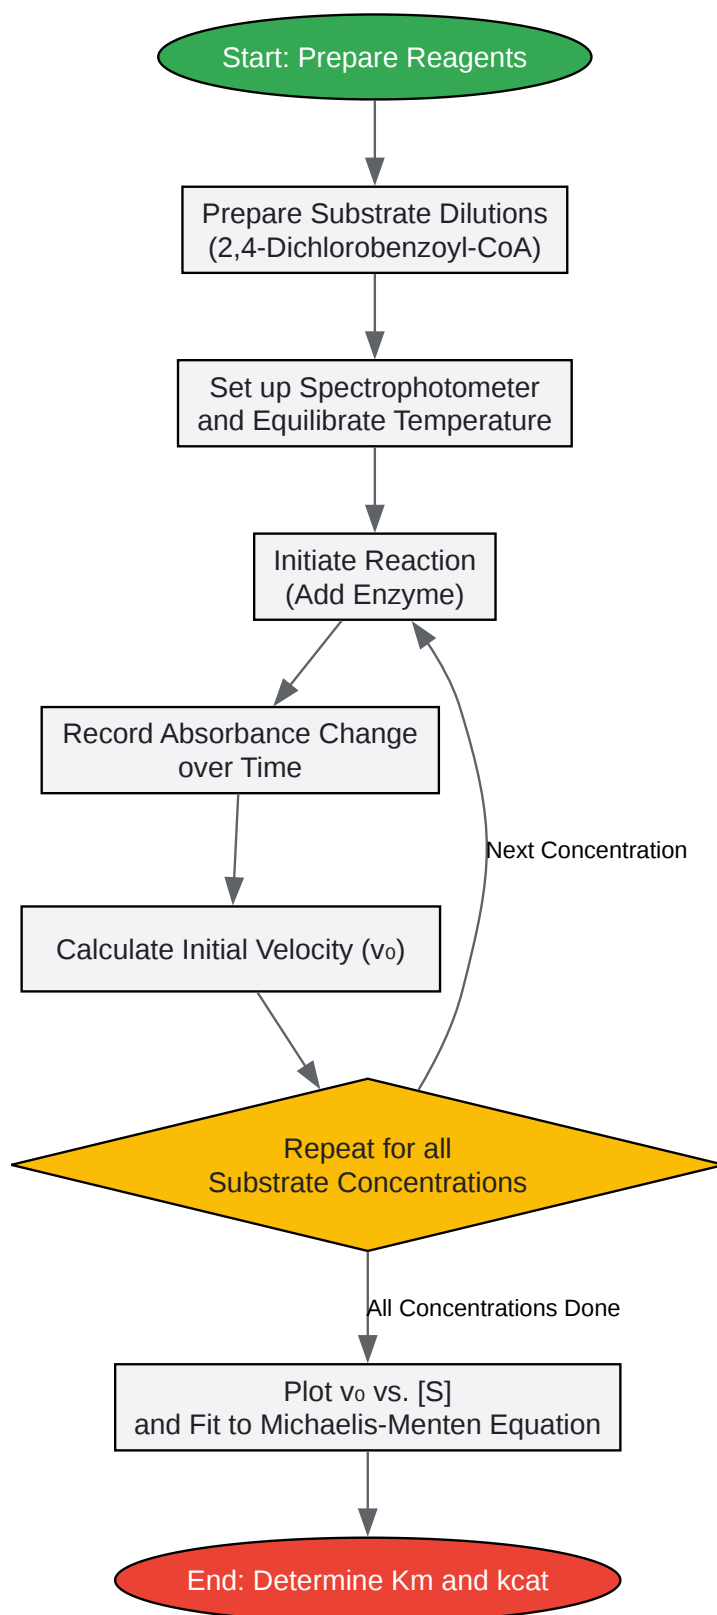 Start: Prepare Reagents
Prepare Substrate Dilutions
(2,4-Dichlorobenzoyl-CoA)
Set up Spectrophotometer
and Equilibrate Temperature
Initiate Reaction
(Add Enzyme)
Record Absorbance Change
over Time
Next Concentration
Calculate Initial Velocity (v₀)
Repeat for all
Substrate Concentrations
All Concentrations Done
Plot v₀ vs. [S]
and Fit to Michaelis-Menten Equation
End: Determine Km and kcat